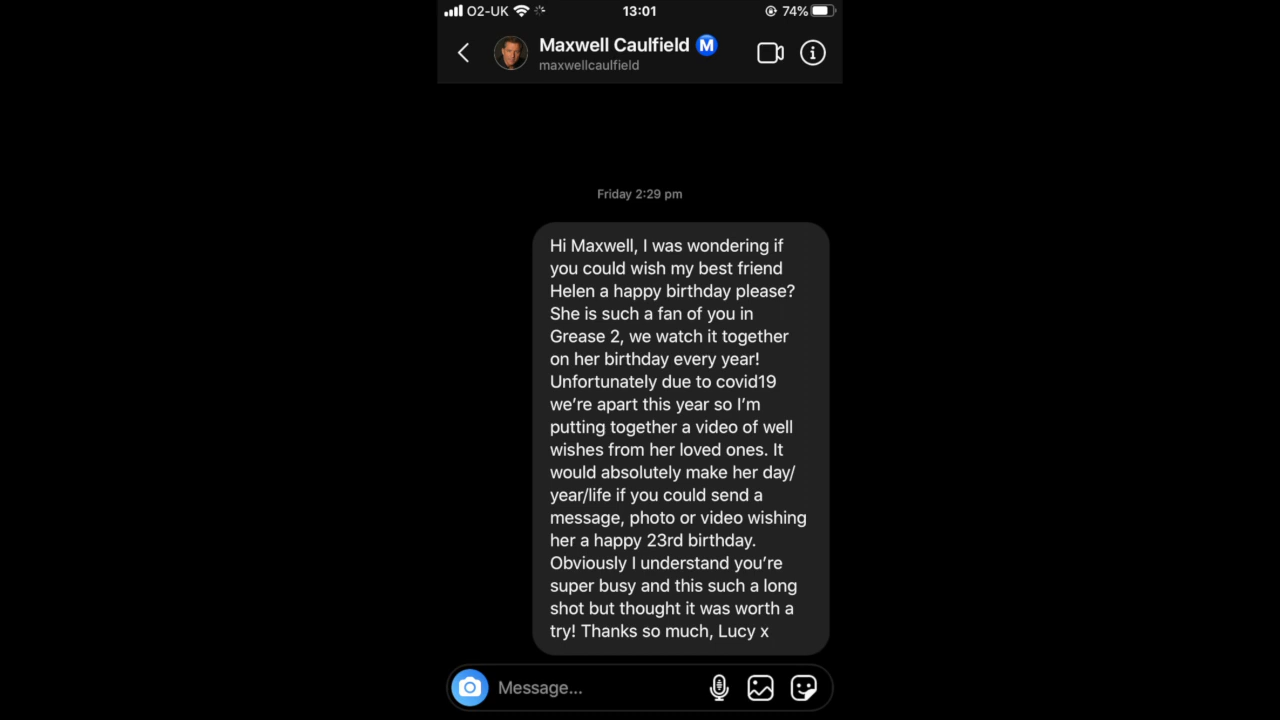 O2-UK 13:01 74%
Maxwell Caulfield M
maxwellcaulfield
Friday 2:29 pm
Hi Maxwell, I was wondering if
you could wish my best friend
Helen a happy birthday please?
She is such a fan of you in
Grease 2, we watch it together
on her birthday every year!
Unfortunately due to covid19
we’re apart this year so I’m
putting together a video of well
wishes from her loved ones. It
would absolutely make her day/
year/life if you could send a
message, photo or video wishing
her a happy 23rd birthday.
Obviously I understand you’re
super busy and this such a long
shot but thought it was worth a
try! Thanks so much, Lucy x
Message...